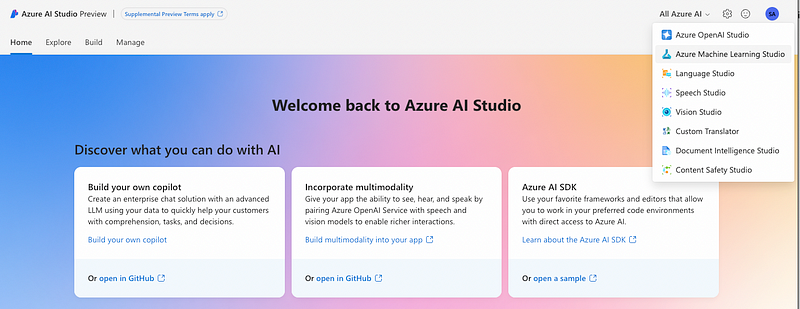 Azure AI Studio Preview
Supplemental Preview Terms apply
All Azure AI
SA
Home Explore Build Manage
Azure OpenAI Studio
Azure Machine Learning Studio
Language Studio
Speech Studio
Vision Studio
Custom Translator
Document Intelligence Studio
Content Safety Studio
Welcome back to Azure AI Studio
Discover what you can do with AI
Build your own copilot
Create an enterprise chat solution with an advanced
LLM using your data to quickly help your customers
with comprehension, tasks, and decisions.
Build your own copilot
Or open in GitHub
Incorporate multimodality
Give your app the ability to see, hear, and speak by
pairing Azure OpenAI Service with speech and
vision models to enable richer interactions.
Build multimodality into your app
Or open in GitHub
Azure AI SDK
Use your favorite frameworks and editors that allow
you to work in your preferred code environments
with direct access to Azure AI.
Learn about the Azure AI SDK
Or open a sample